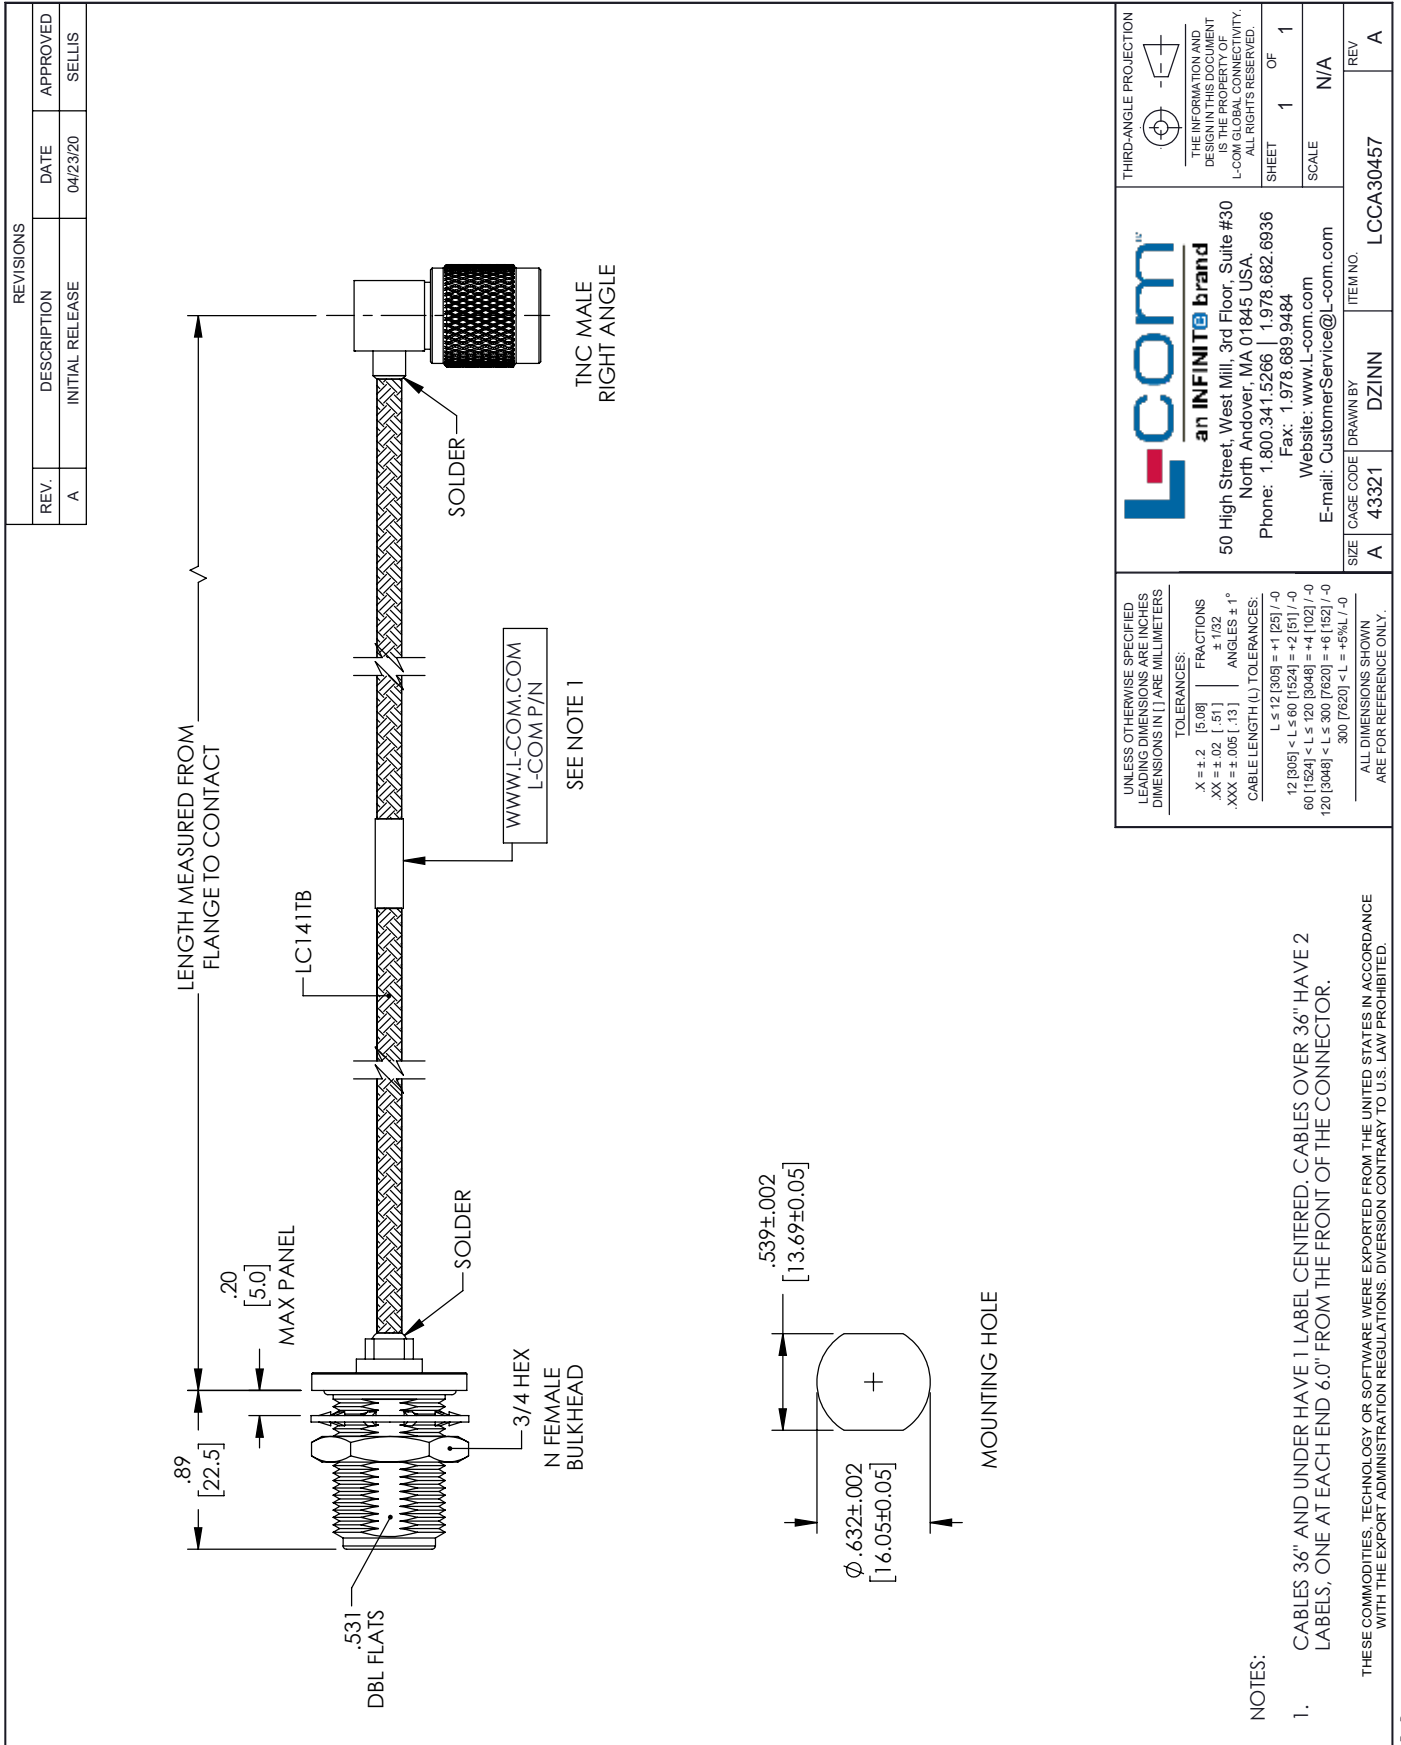 REVISIONS
REV. DESCRIPTION DATE APPROVED
A INITIAL RELEASE 04/23/20 SELLIS
LENGTH MEASURED FROM
FLANGE TO CONTACT
.89
[22.5]
.20
[5.0]
MAX PANEL
LC141TB
.531
DBL FLATS
3/4 HEX
N FEMALE
BULKHEAD
SOLDER
WWW.L-COM.COM
L-COM P/N
SEE NOTE 1
SOLDER
TNC MALE
RIGHT ANGLE
.539±.002
[13.69±0.05]
Ø.632±.002
[16.05±0.05]
MOUNTING HOLE
NOTES:
1. CABLES 36" AND UNDER HAVE 1 LABEL CENTERED. CABLES OVER 36" HAVE 2
LABELS, ONE AT EACH END 6.0" FROM THE FRONT OF THE CONNECTOR.
THESE COMMODITIES, TECHNOLOGY OR SOFTWARE WERE EXPORTED FROM THE UNITED STATES IN ACCORDANCE
WITH THE EXPORT ADMINISTRATION REGULATIONS. DIVERSION CONTRARY TO U.S. LAW PROHIBITED.
UNLESS OTHERWISE SPECIFIED
LEADING DIMENSIONS ARE INCHES
DIMENSIONS IN [ ] ARE MILLIMETERS
TOLERANCES:
.X = ±.2 [5.08] FRACTIONS
.XX = ±.02 [.51] ± 1/32
.XXX = ±.005 [.13] ANGLES ± 1°
CABLE LENGTH (L) TOLERANCES:
L ≤ 12 [305] = +1 [25] / -0
12 [305] < L ≤ 60 [1524] = +2 [51] / -0
60 [1524] < L ≤ 120 [3048] = +4 [102] / -0
120 [3048] < L ≤ 300 [7620] = +6 [152] / -0
300 [7620] < L = +5%L / -0
ALL DIMENSIONS SHOWN
ARE FOR REFERENCE ONLY.
L-com
an INFINIT@ brand
50 High Street, West Mill, 3rd Floor, Suite #30
North Andover, MA 01845 USA.
Phone: 1.800.341.5266 | 1.978.682.6936
Fax: 1.978.689.9484
Website: www.L-com.com
E-mail: CustomerService@L-com.com
THIRD-ANGLE PROJECTION
THE INFORMATION AND
DESIGN IN THIS DOCUMENT
IS THE PROPERTY OF
L-COM GLOBAL CONNECTIVITY.
ALL RIGHTS RESERVED.
SHEET 1 OF 1
SCALE N/A
SIZE A
CAGE CODE 43321
DRAWN BY DZINN
ITEM NO. LCCA30457
REV A